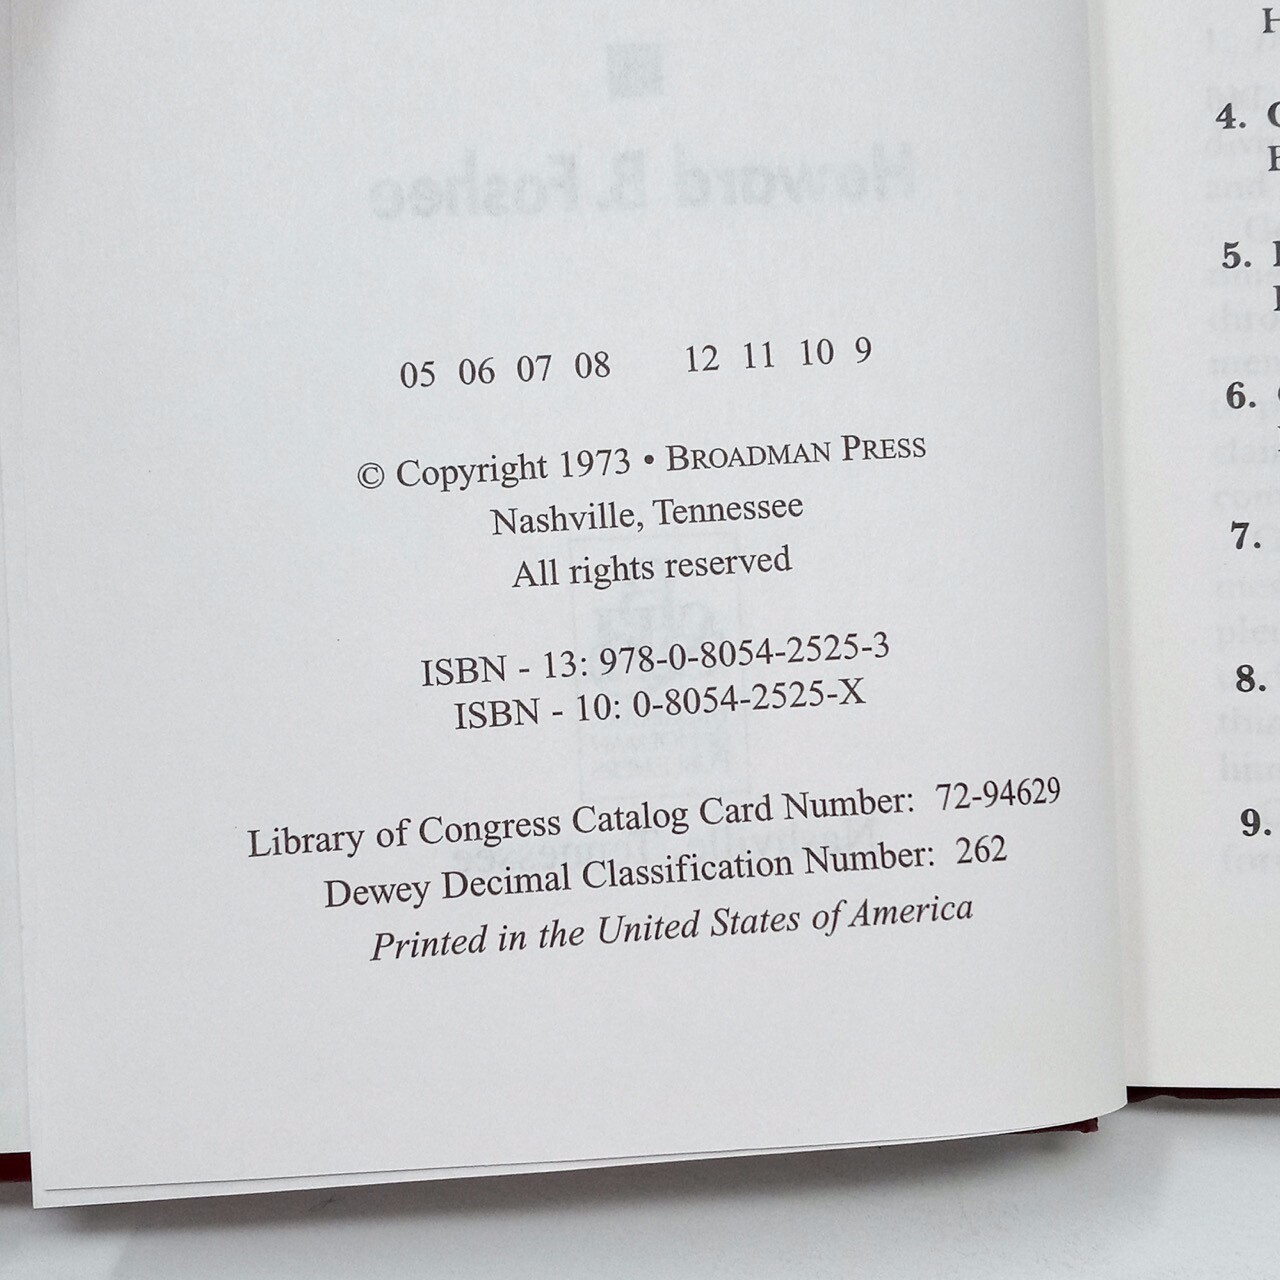 Howard B. Foshee
05 06 07 08 12 11 10 9
© Copyright 1973 • BROADMAN PRESS
Nashville, Tennessee
All rights reserved
ISBN - 13: 978-0-8054-2525-3
ISBN - 10: 0-8054-2525-X
Library of Congress Catalog Card Number: 72-94629
Dewey Decimal Classification Number: 262
Printed in the United States of America
4.
5.
6.
7.
8.
9.